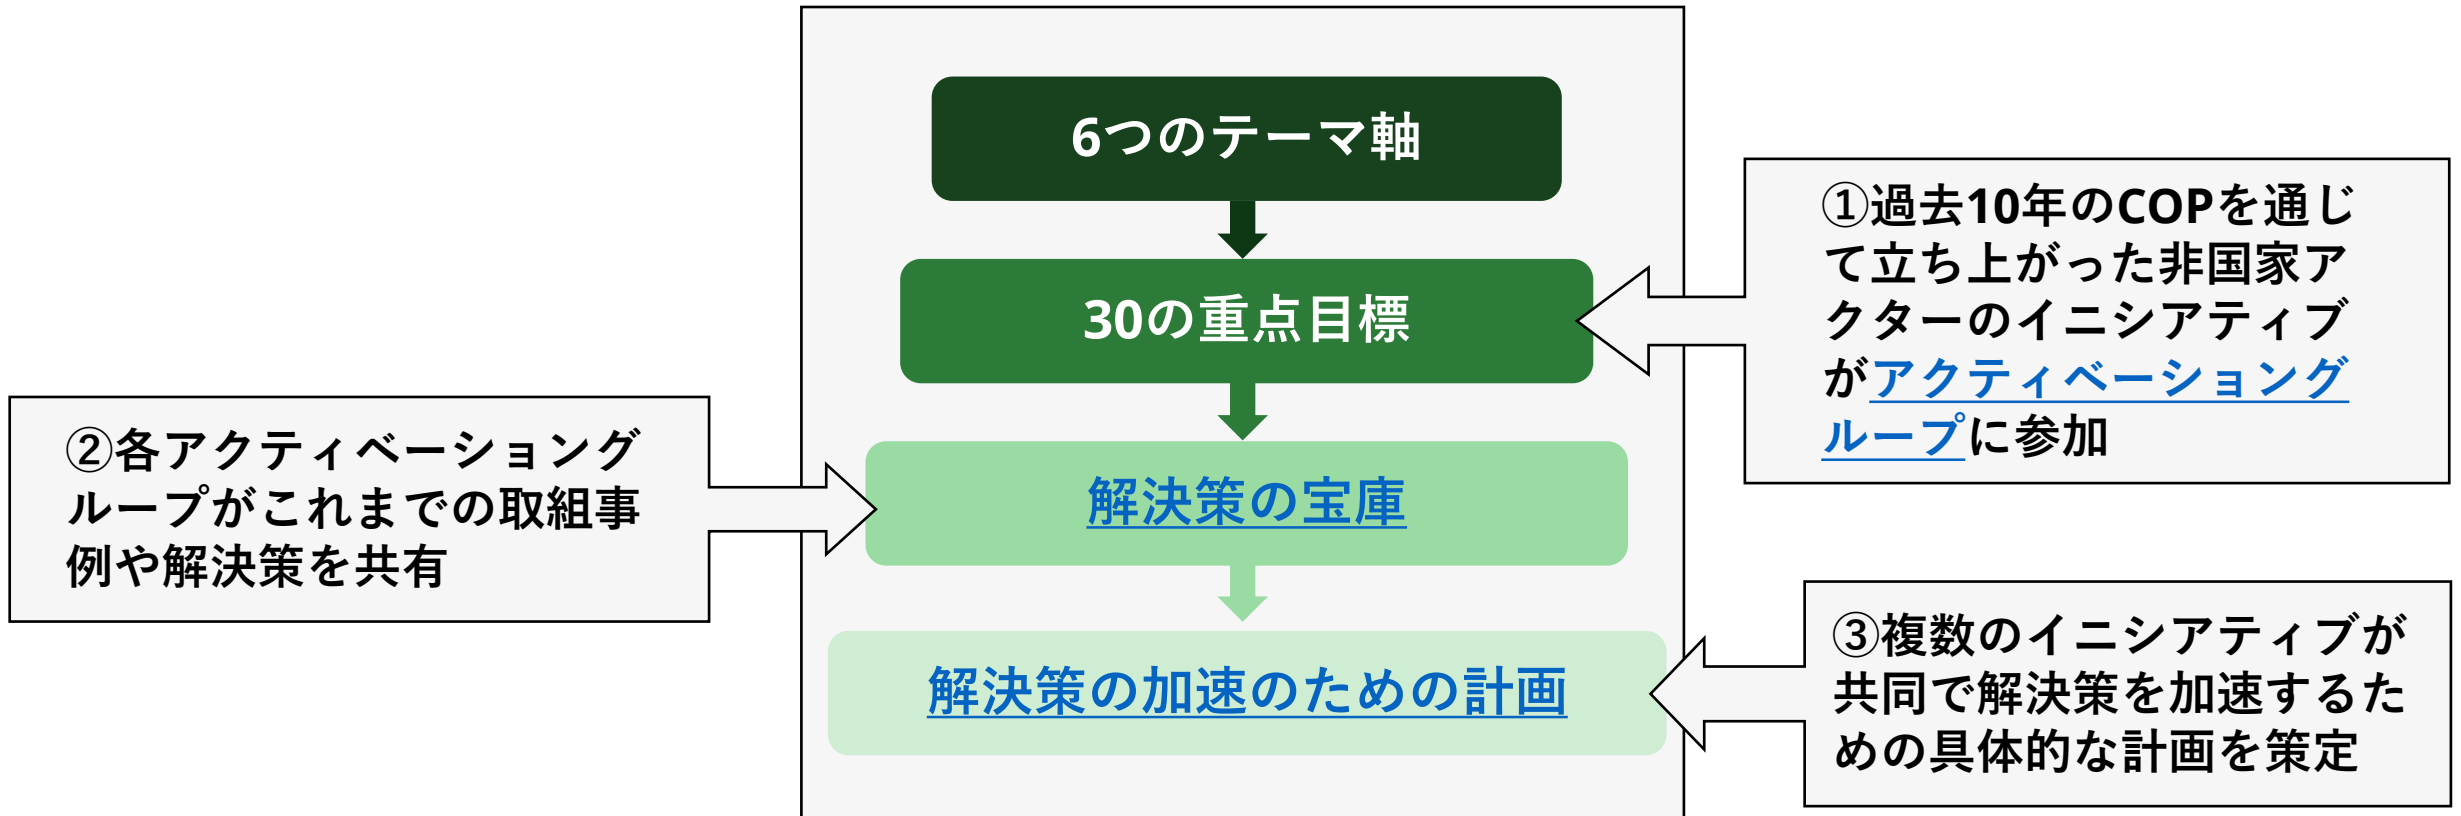 6つのテーマ軸
30の重点目標
解決策の宝庫
解決策の加速のための計画
①過去10年のCOPを通じ
て立ち上がった非国家ア
クターのイニシアティブ
がアクティベーショング
ループに参加
②各アクティベーショング
ループがこれまでの取組事
例や解決策を共有
③複数のイニシアティブが
共同で解決策を加速するた
めの具体的な計画を策定